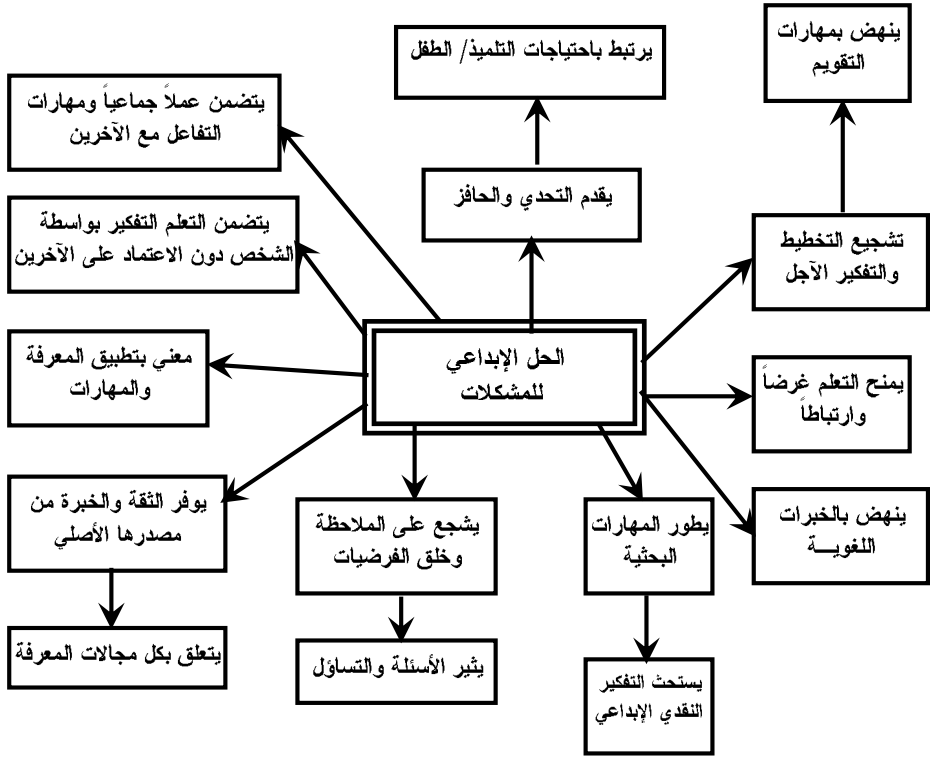 ينهض بمهارات
التقويم
يرتبط باحتياجات التلميذ/ الطفل
يتضمن عملاً جماعياً ومهارات
التفاعل مع الآخرين
يقدم التحدي والحافز
تشجيع التخطيط
والتفكير الآجل
يتضمن التعلم التفكير بواسطة
الشخص دون الاعتماد على الآخرين
الحل الإبداعي
للمشكلات
معني بتطبيق المعرفة
والمهارات
يمنح التعلم غرضاً
وارتباطاً
ينهض بالخبرات
اللغويـــة
يطور المهارات
البحثية
يشجع على الملاحظة
وخلق الفرضيات
يوفر الثقة والخبرة من
مصدرها الأصلي
يستحث التفكير
النقدي الإبداعي
يثير الأسئلة والتساؤل
يتعلق بكل مجالات المعرفة